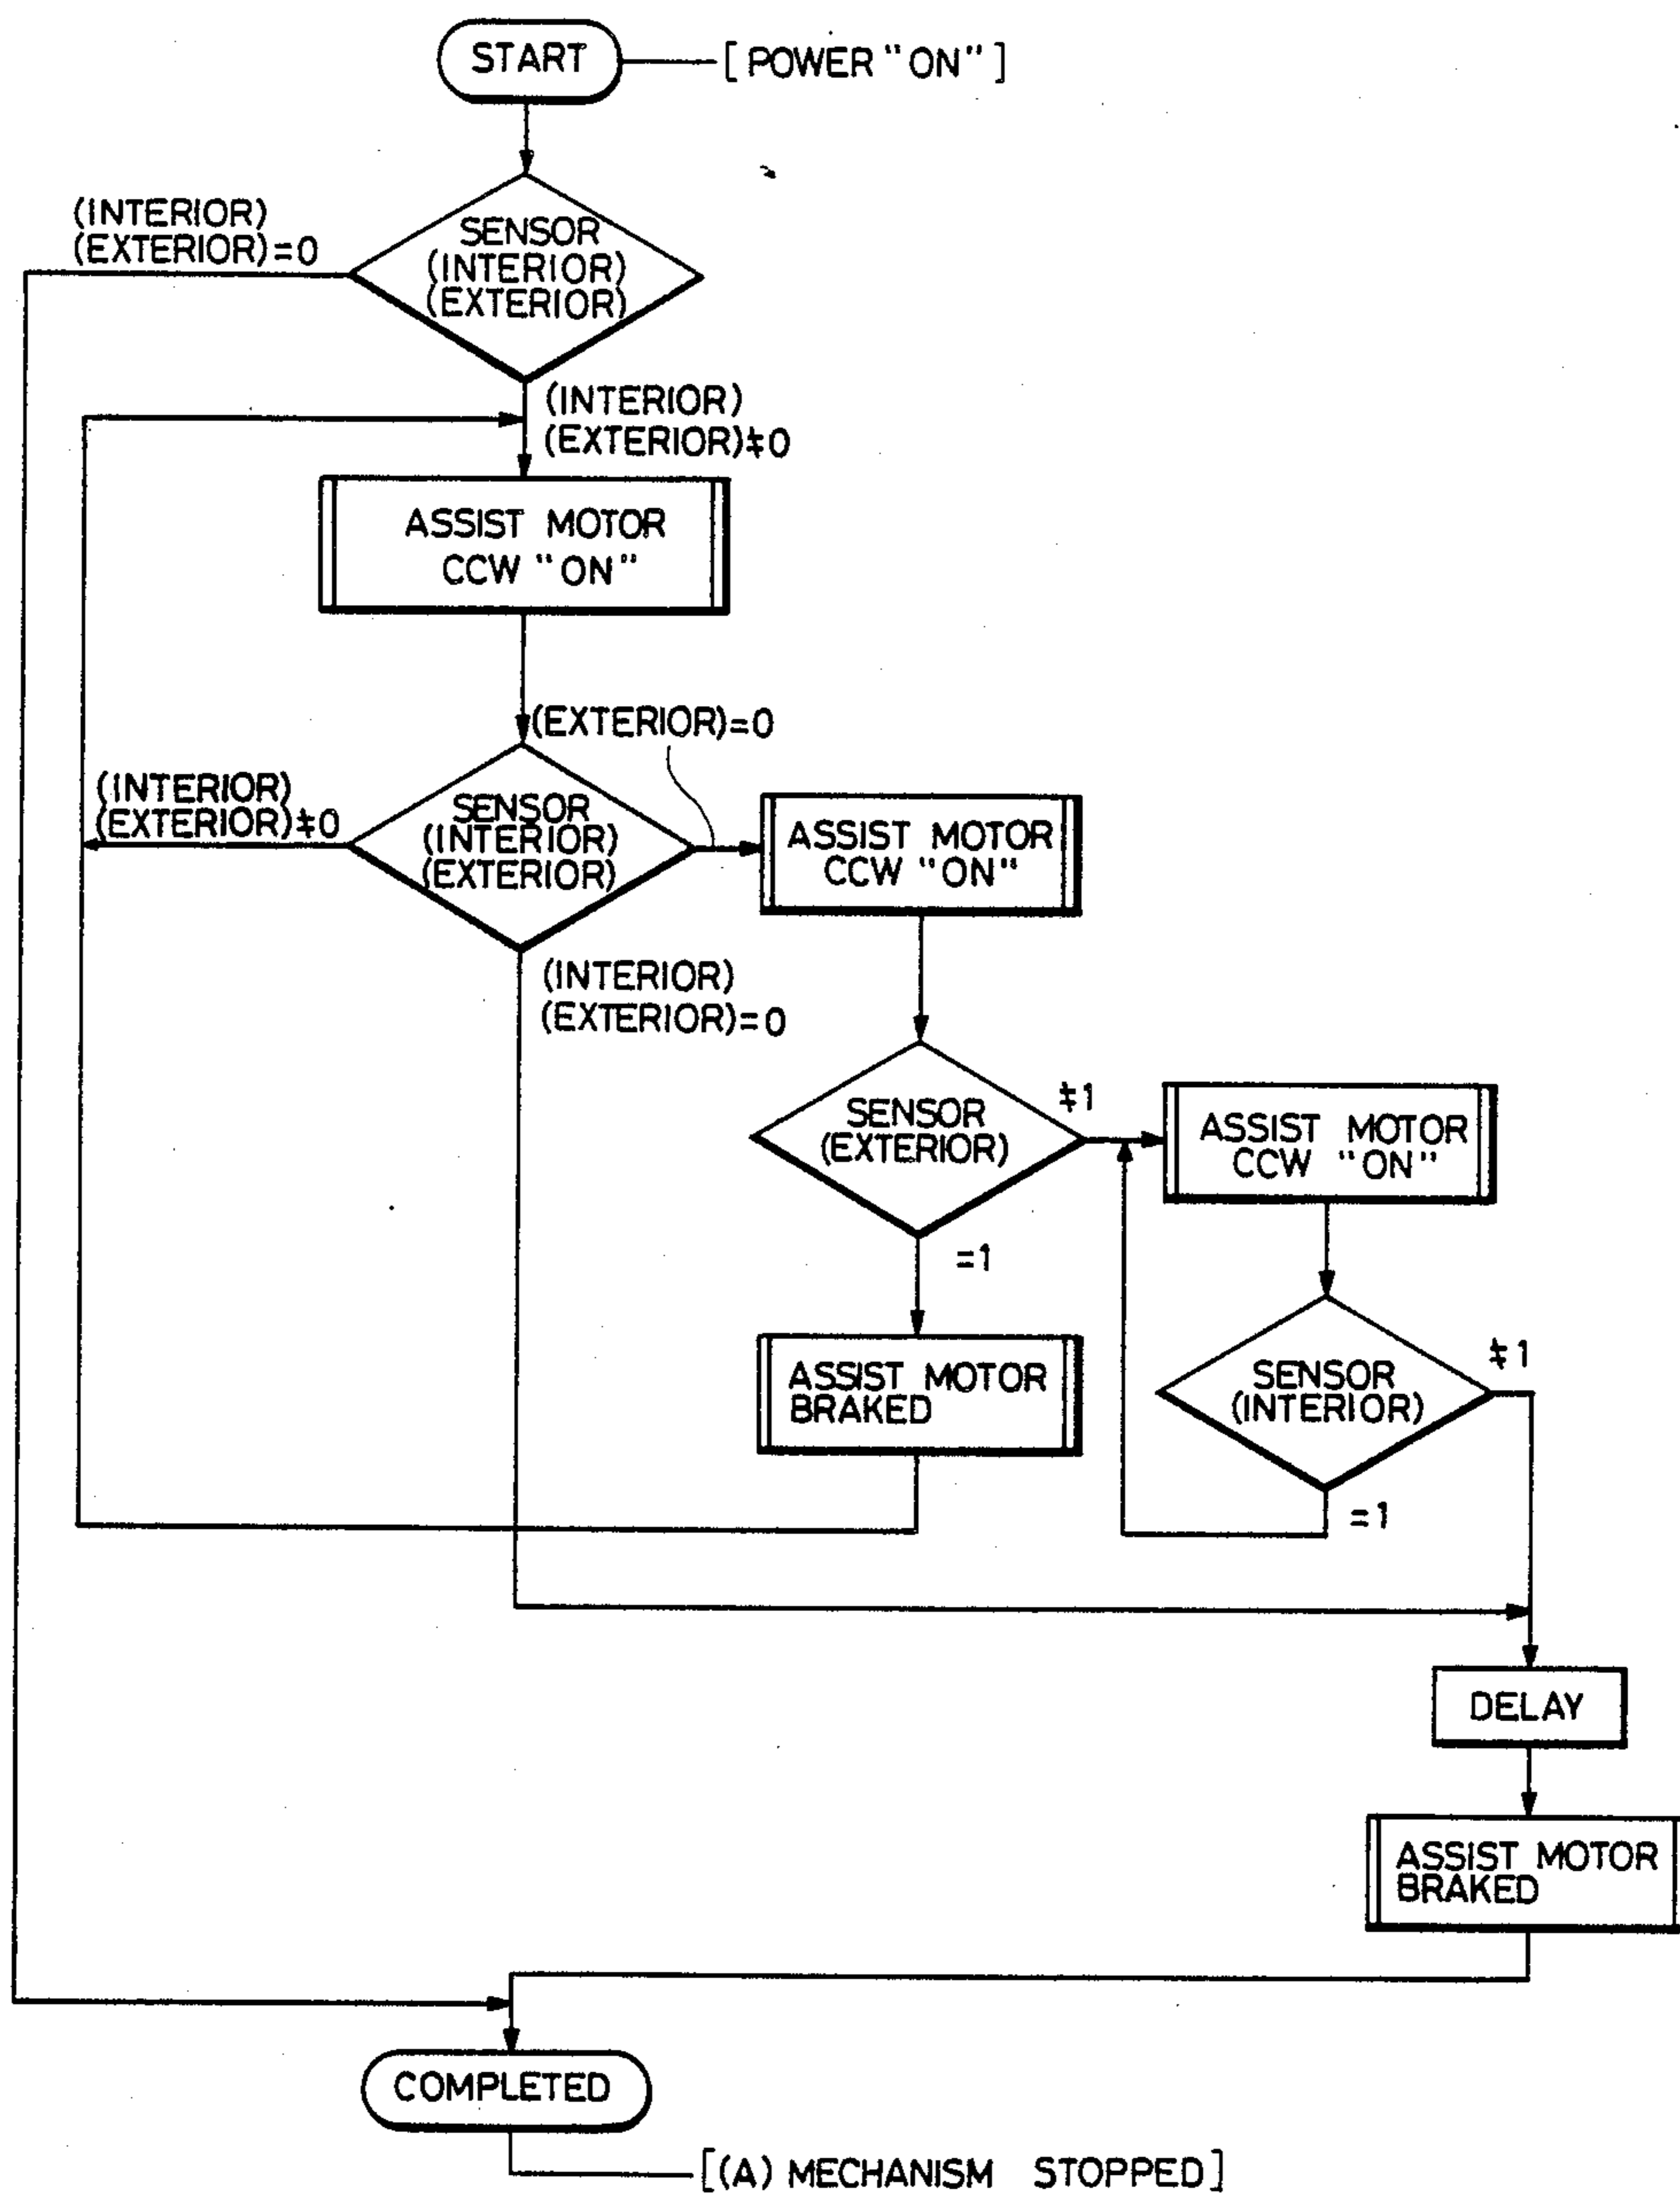 START
[POWER "ON"]
(INTERIOR)
(EXTERIOR)=0
SENSOR
(INTERIOR)
(EXTERIOR)
(INTERIOR)
(EXTERIOR)≠0
ASSIST MOTOR
CCW "ON"
(EXTERIOR)=0
(INTERIOR)
(EXTERIOR)≠0
SENSOR
(INTERIOR)
(EXTERIOR)
ASSIST MOTOR
CCW "ON"
(INTERIOR)
(EXTERIOR)=0
SENSOR
(EXTERIOR)
≠1
ASSIST MOTOR
CCW "ON"
=1
ASSIST MOTOR
BRAKED
SENSOR
(INTERIOR)
≠1
=1
DELAY
ASSIST MOTOR
BRAKED
COMPLETED
[(A) MECHANISM STOPPED]